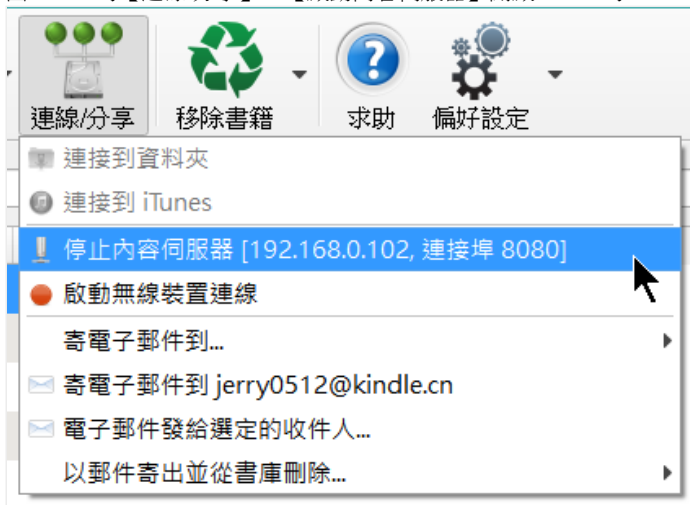 連線/分享
移除書籍
求助
偏好設定
連接到資料夾
連接到 iTunes
停止內容伺服器 [192.168.0.102, 連接埠 8080]
啟動無線裝置連線
寄電子郵件到...
寄電子郵件到 jerry0512@kindle.cn
電子郵件發給選定的收件人...
以郵件寄出並從書庫刪除...